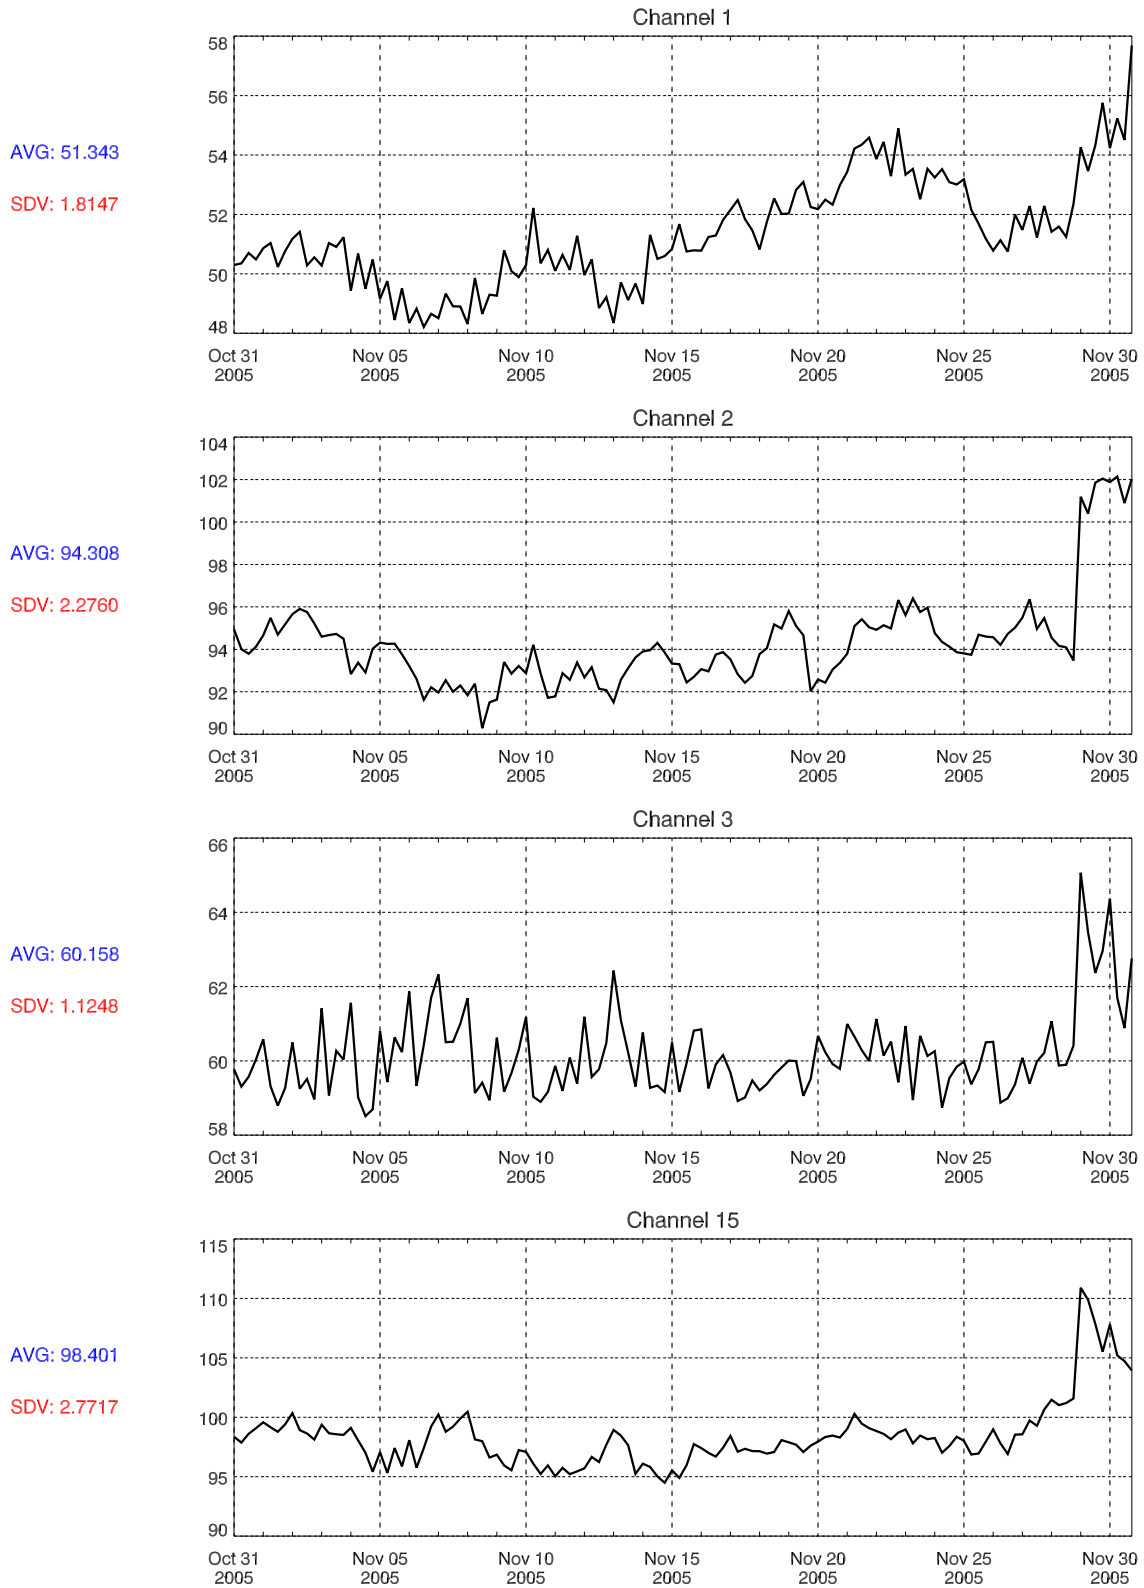 Channel 1
58
56
AVG: 51.343
54
SDV: 1.8147
52
50
48
Oct 31 Nov 05 Nov 10 Nov 15 Nov 20 Nov 25 Nov 30
2005 2005 2005 2005 2005 2005 2005
Channel 2
104
102
100
AVG: 94.308
98
SDV: 2.2760
96
94
92
90
Oct 31 Nov 05 Nov 10 Nov 15 Nov 20 Nov 25 Nov 30
2005 2005 2005 2005 2005 2005 2005
Channel 3
66
64
AVG: 60.158
62
SDV: 1.1248
60
58
Oct 31 Nov 05 Nov 10 Nov 15 Nov 20 Nov 25 Nov 30
2005 2005 2005 2005 2005 2005 2005
Channel 15
115
110
AVG: 98.401
105
SDV: 2.7717
100
95
90
Oct 31 Nov 05 Nov 10 Nov 15 Nov 20 Nov 25 Nov 30
2005 2005 2005 2005 2005 2005 2005